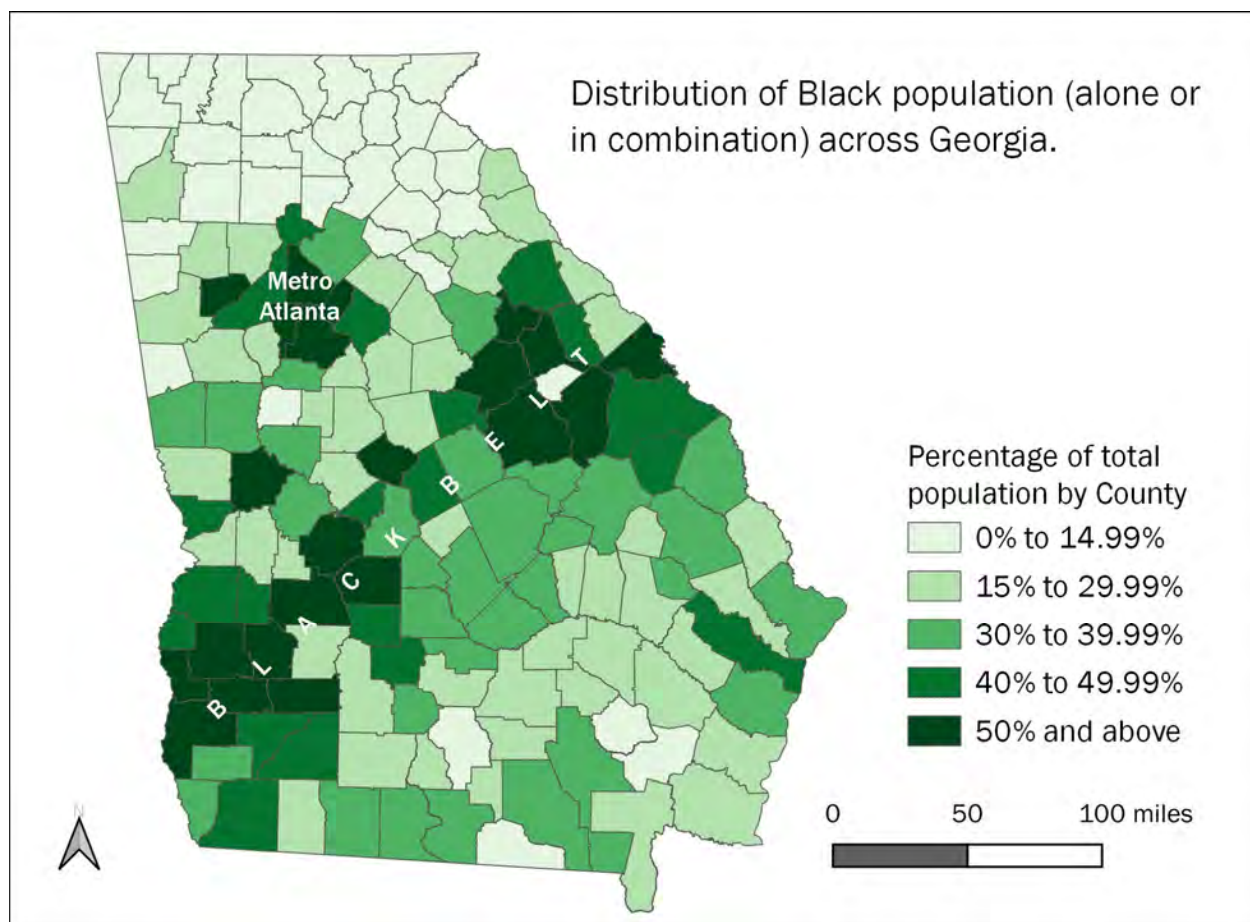 Distribution of Black population (alone or
in combination) across Georgia.
Metro
Atlanta
BLACK BELT
Percentage of total
population by County
0% to 14.99%
15% to 29.99%
30% to 39.99%
40% to 49.99%
50% and above
N
0 50 100 miles